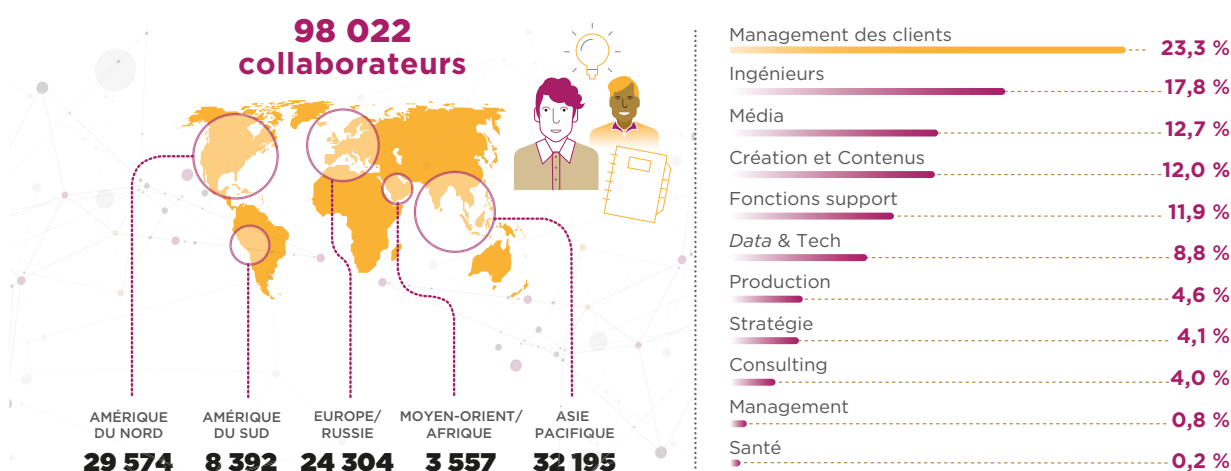 98 022
collaborateurs
AMÉRIQUE
DU NORD
29 574
AMÉRIQUE
DU SUD
8 392
EUROPE/
RUSSIE
24 304
MOYEN-ORIENT/
AFRIQUE
3 557
ASIE
PACIFIQUE
32 195
Management des clients
23,3 %
Ingénieurs
17,8 %
Média
12,7 %
Création et Contenus
12,0 %
Fonctions support
11,9 %
Data & Tech
8,8 %
Production
4,6 %
Stratégie
4,1 %
Consulting
4,0 %
Management
0,8 %
Santé
0,2 %